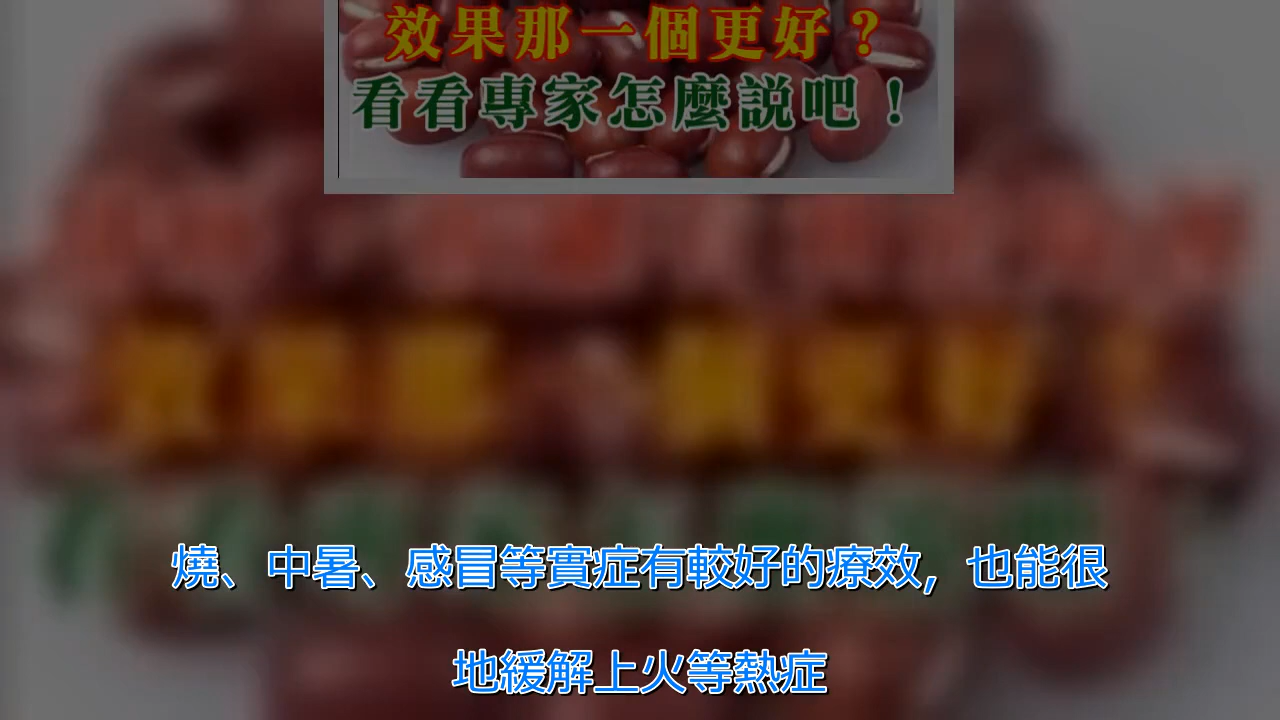 效果那一個更好？
看看專家怎麼説吧！
燒、中暑、感冒等實症有較好的療效，也能很
地緩解上火等熱症